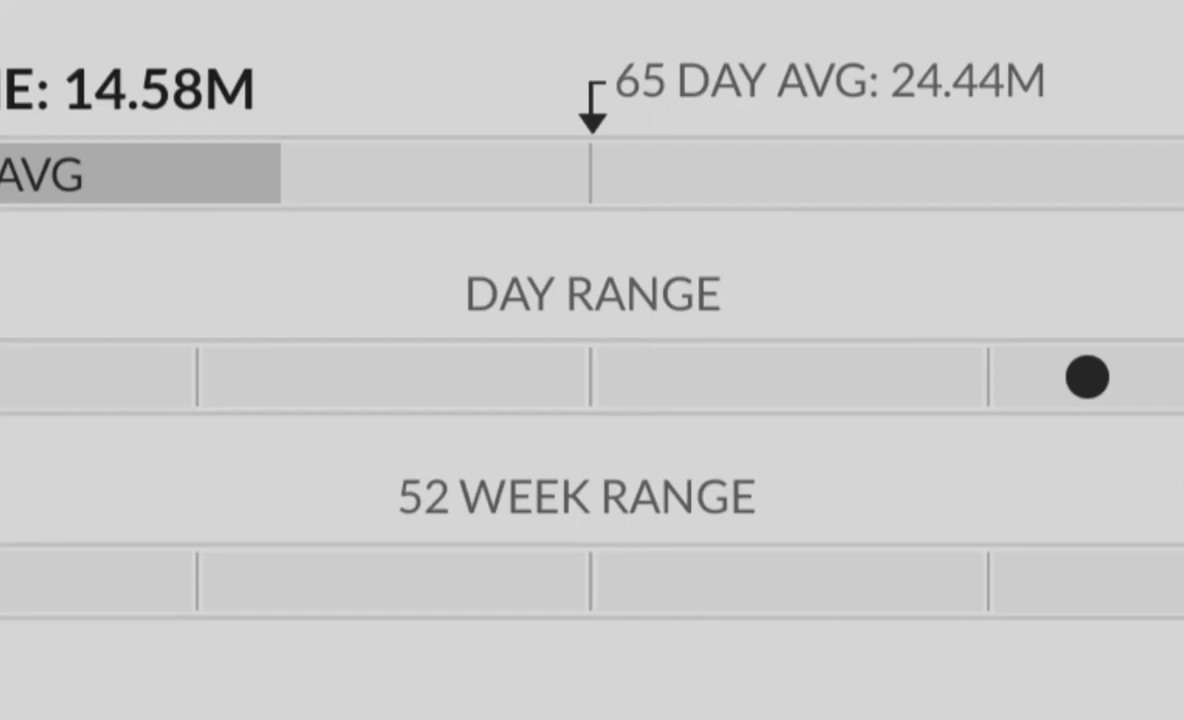 E: 14.58M
65 DAY AVG: 24.44M
AVG
DAY RANGE
52 WEEK RANGE